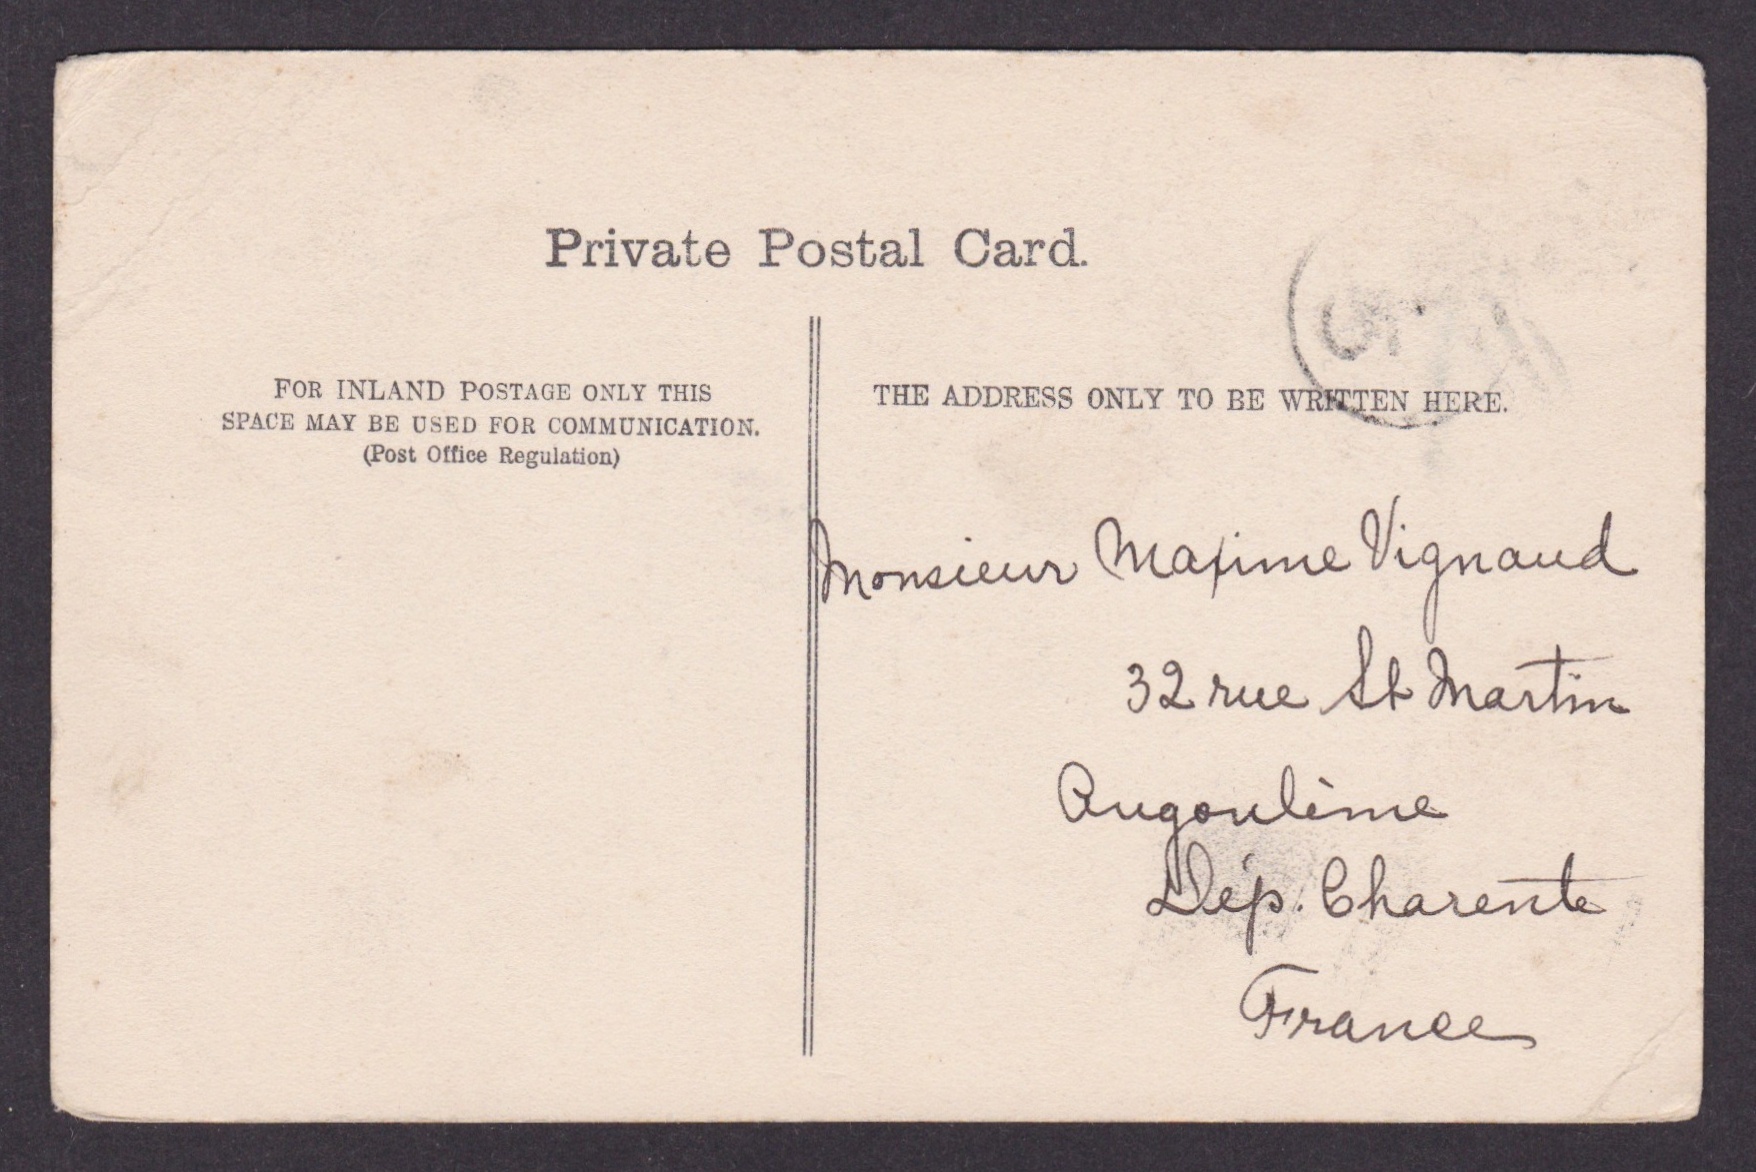 Private Postal Card.
FOR INLAND POSTAGE ONLY THIS
SPACE MAY BE USED FOR COMMUNICATION.
(Post Office Regulation)
THE ADDRESS ONLY TO BE WRITTEN HERE.
Monsieur Maxime Vignaud
32 rue St Martin
Angoulême
Dép. Charente
France